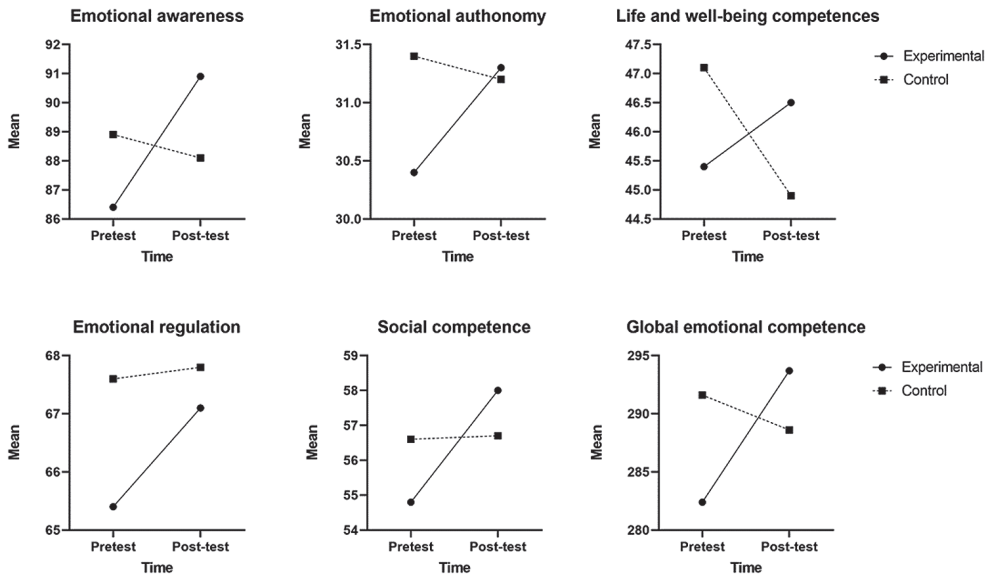 Emotional awareness
92
91
90
89
88
87
86
Mean
Pretest
Post-test
Time
Emotional authonomy
31.5
31.0
30.5
30.0
Mean
Pretest
Post-test
Time
Life and well-being competences
47.5
47.0
46.5
46.0
45.5
45.0
44.5
Mean
Pretest
Post-test
Time
Experimental
Control
Emotional regulation
68
67
66
65
Mean
Pretest
Post-test
Time
Social competence
59
58
57
56
55
54
Mean
Pretest
Post-test
Time
Global emotional competence
295
290
285
280
Mean
Pretest
Post-test
Time
Experimental
Control